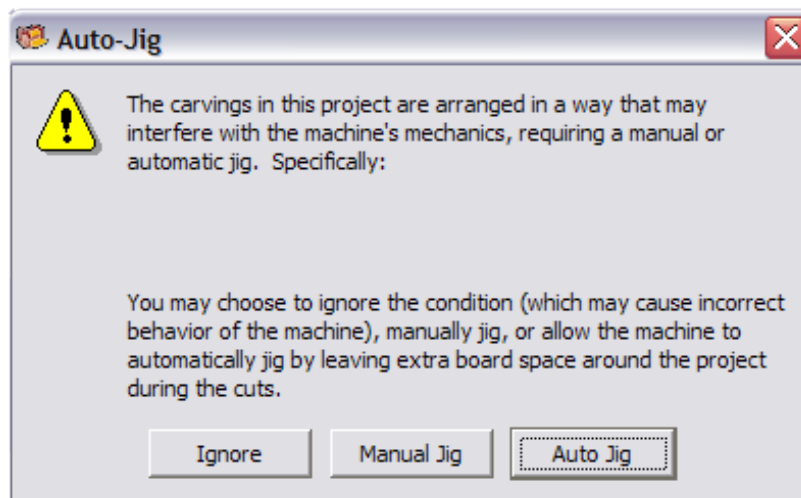 Auto-Jig
The carvings in this project are arranged in a way that may
interfere with the machine's mechanics, requiring a manual or
automatic jig.  Specifically:
You may choose to ignore the condition (which may cause incorrect
behavior of the machine), manually jig, or allow the machine to
automatically jig by leaving extra board space around the project
during the cuts.
Ignore
Manual Jig
Auto Jig